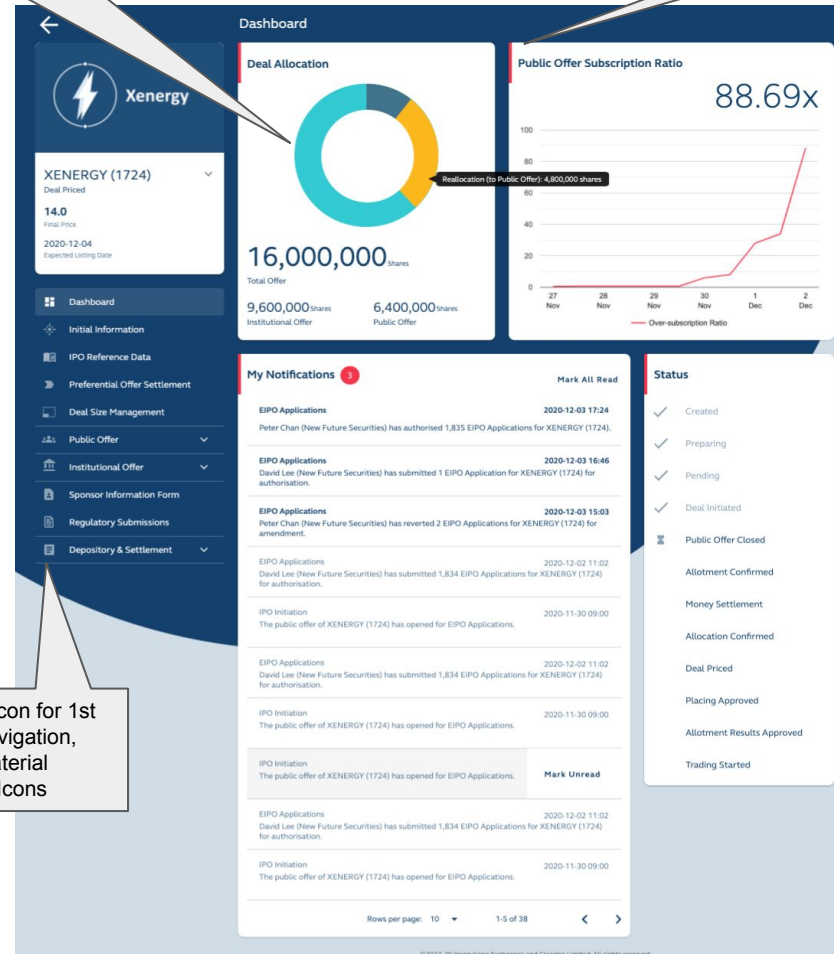 Dashboard
Xenergy
XENERGY (1724)
Deal Priced
14.0
Final Price
2020-12-04
Expected Listing Date
Dashboard
Initial Information
IPO Reference Data
Preferential Offer Settlement
Deal Size Management
Public Offer
Institutional Offer
Sponsor Information Form
Regulatory Submissions
Depository & Settlement
con for 1st
vigation,
aterial
Icons
Deal Allocation
Reallocation (to Public Offer): 4,800,000 shares
16,000,000 Shares
Total Offer
9,600,000 Shares
Institutional Offer
6,400,000 Shares
Public Offer
Public Offer Subscription Ratio
88.69x
100
80
60
40
20
0
27 Nov
28 Nov
29 Nov
30 Nov
1 Dec
2 Dec
Over-subscription Ratio
My Notifications 3
Mark All Read
EIPO Applications 2020-12-03 17:24
Peter Chan (New Future Securities) has authorised 1,835 EIPO Applications for XENERGY (1724).
EIPO Applications 2020-12-03 16:46
David Lee (New Future Securities) has submitted 1 EIPO Application for XENERGY (1724) for
authorisation.
EIPO Applications 2020-12-03 15:03
Peter Chan (New Future Securities) has reverted 2 EIPO Applications for XENERGY (1724) for
amendment.
EIPO Applications 2020-12-02 11:02
David Lee (New Future Securities) has submitted 1,834 EIPO Applications for XENERGY (1724)
for authorisation.
IPO Initiation 2020-11-30 09:00
The public offer of XENERGY (1724) has opened for EIPO Applications.
EIPO Applications 2020-12-02 11:02
David Lee (New Future Securities) has submitted 1,834 EIPO Applications for XENERGY (1724)
for authorisation.
IPO Initiation 2020-11-30 09:00
The public offer of XENERGY (1724) has opened for EIPO Applications.
IPO Initiation
The public offer of XENERGY (1724) has opened for EIPO Applications.
Mark Unread
EIPO Applications 2020-12-02 11:02
David Lee (New Future Securities) has submitted 1,834 EIPO Applications for XENERGY (1724)
for authorisation.
IPO Initiation 2020-11-30 09:00
The public offer of XENERGY (1724) has opened for EIPO Applications.
Rows per page: 10 1-5 of 38
Status
Created
Preparing
Pending
Deal Initiated
Public Offer Closed
Allotment Confirmed
Money Settlement
Allocation Confirmed
Deal Priced
Placing Approved
Allotment Results Approved
Trading Started